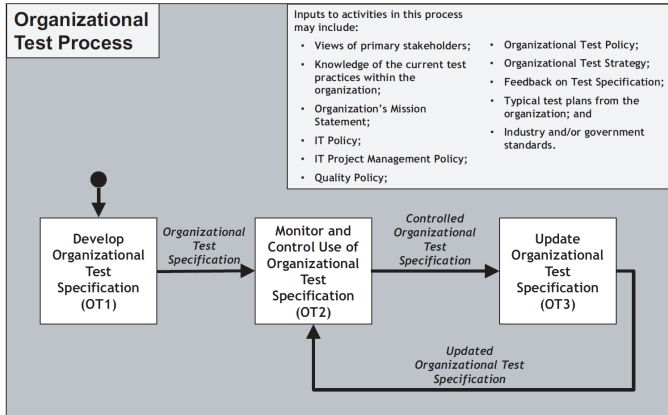 Organizational
Test Process
Inputs to activities in this process
may include:
• Views of primary stakeholders;
• Knowledge of the current test
practices within the
organization;
• Organization's Mission
Statement;
• IT Policy;
• IT Project Management Policy;
• Quality Policy;
• Organizational Test Policy;
• Organizational Test Strategy;
• Feedback on Test Specification;
• Typical test plans from the
organization; and
• Industry and/or government
standards.
Develop
Organizational
Test
Specification
(OT1)
Organizational
Test
Specification
Monitor and
Control Use of
Organizational
Test
Specification
(OT2)
Controlled
Organizational
Test
Specification
Update
Organizational
Test
Specification
(OT3)
Updated
Organizational Test
Specification